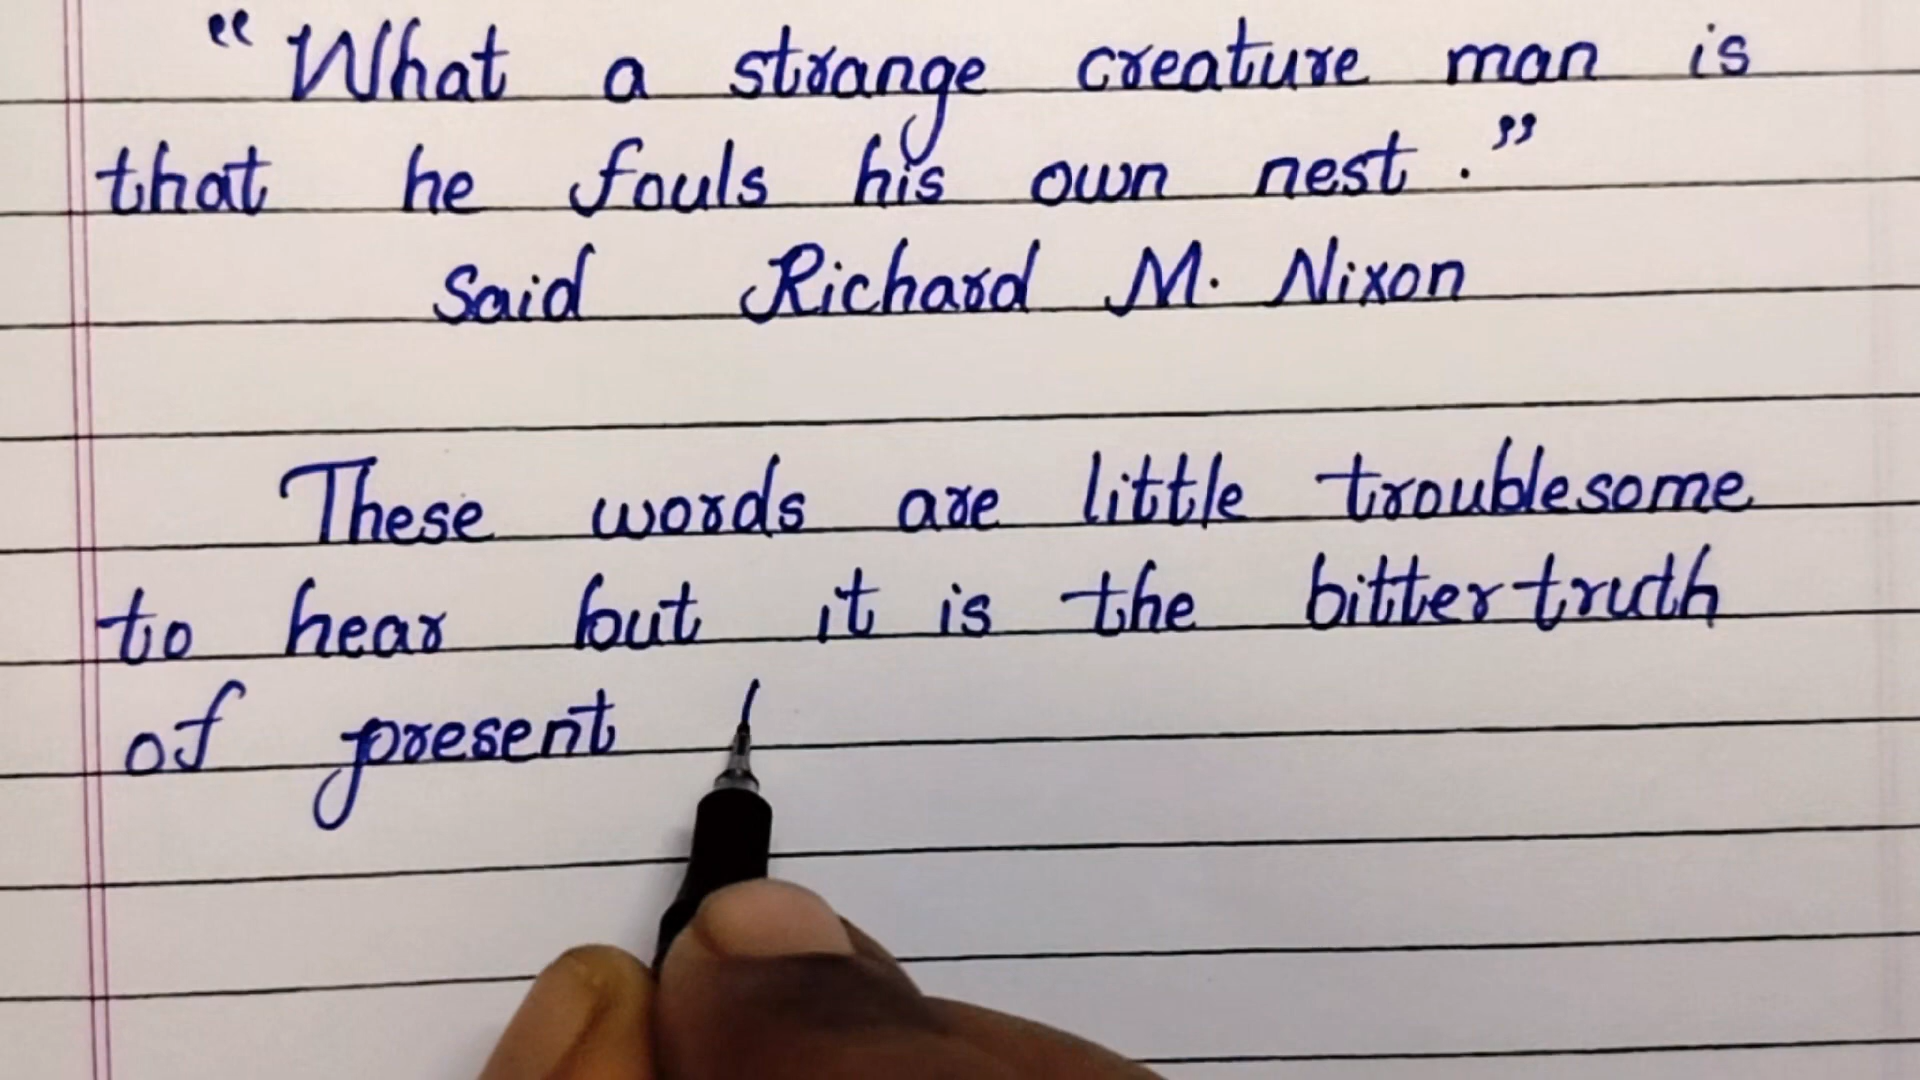 “What a strange creature man is
that he fouls his own nest.”
Said Richard M. Nixon
These words are little troublesome
to hear but it is the bitter truth
of present